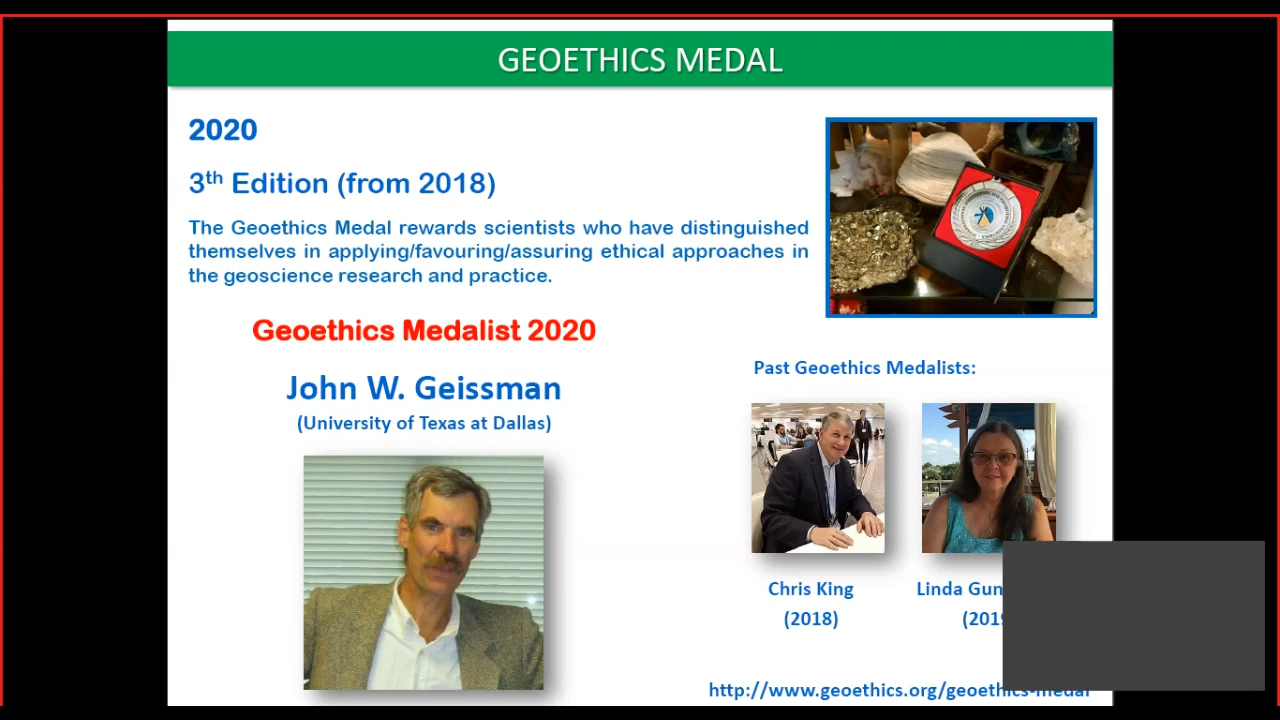 GEOETHICS MEDAL
2020
3th Edition (from 2018)
The Geoethics Medal rewards scientists who have distinguished
themselves in applying/favouring/assuring ethical approaches in
the geoscience research and practice.
Geoethics Medalist 2020
John W. Geissman
(University of Texas at Dallas)
Past Geoethics Medalists:
Chris King
(2018)
Linda
http://www.geoethics.org/geoethics-medal